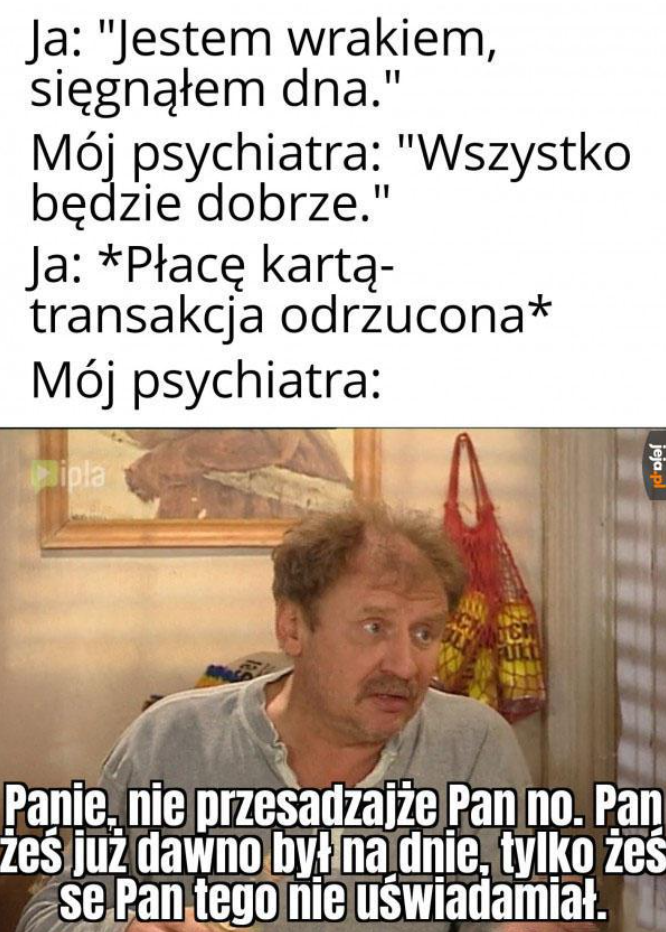 Ja: "Jestem wrakiem,
sięgnąłem dna."
Mój psychiatra: "Wszystko
będzie dobrze."
Ja: *Płacę kartą-
transakcja odrzucona*
Mój psychiatra:
ipla
jeja.pl
Panie, nie przesadzajże Pan no. Pan
żeś już dawno był na dnie, tylko żeś
se Pan tego nie uświadamiał.